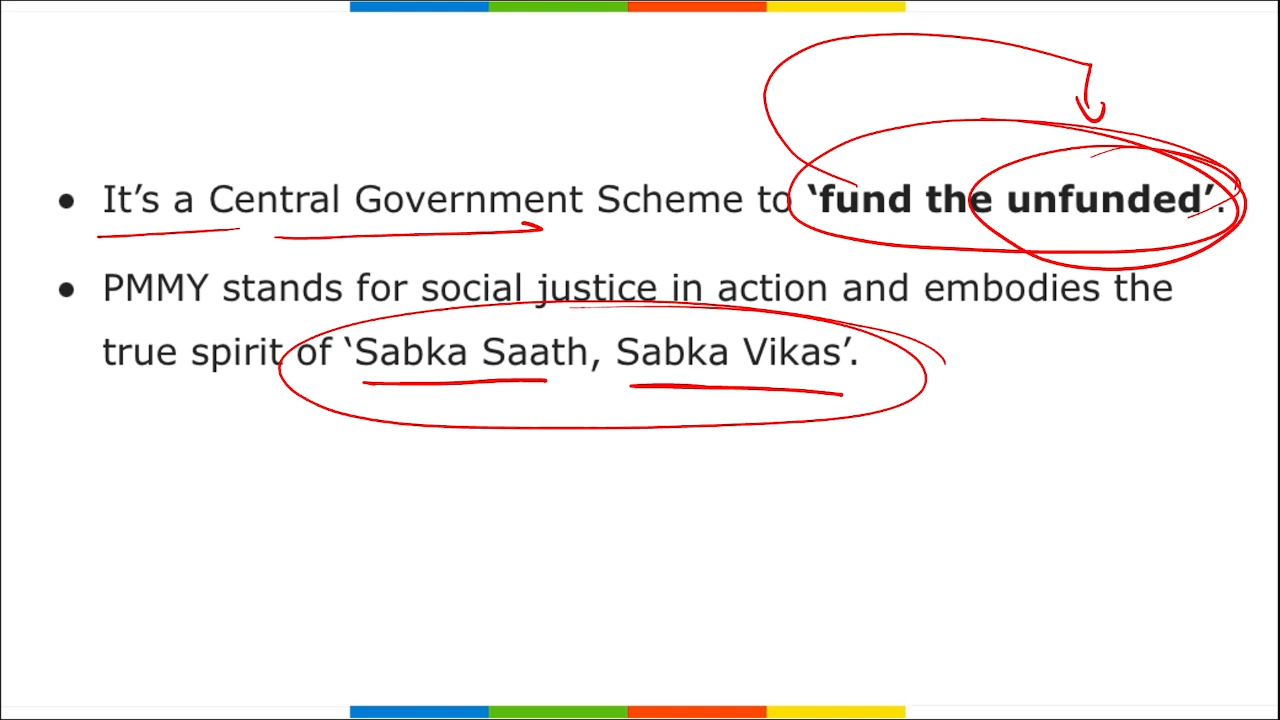 • It’s a Central Government Scheme to ‘fund the unfunded’.
• PMMY stands for social justice in action and embodies the
true spirit of ‘Sabka Saath, Sabka Vikas’.